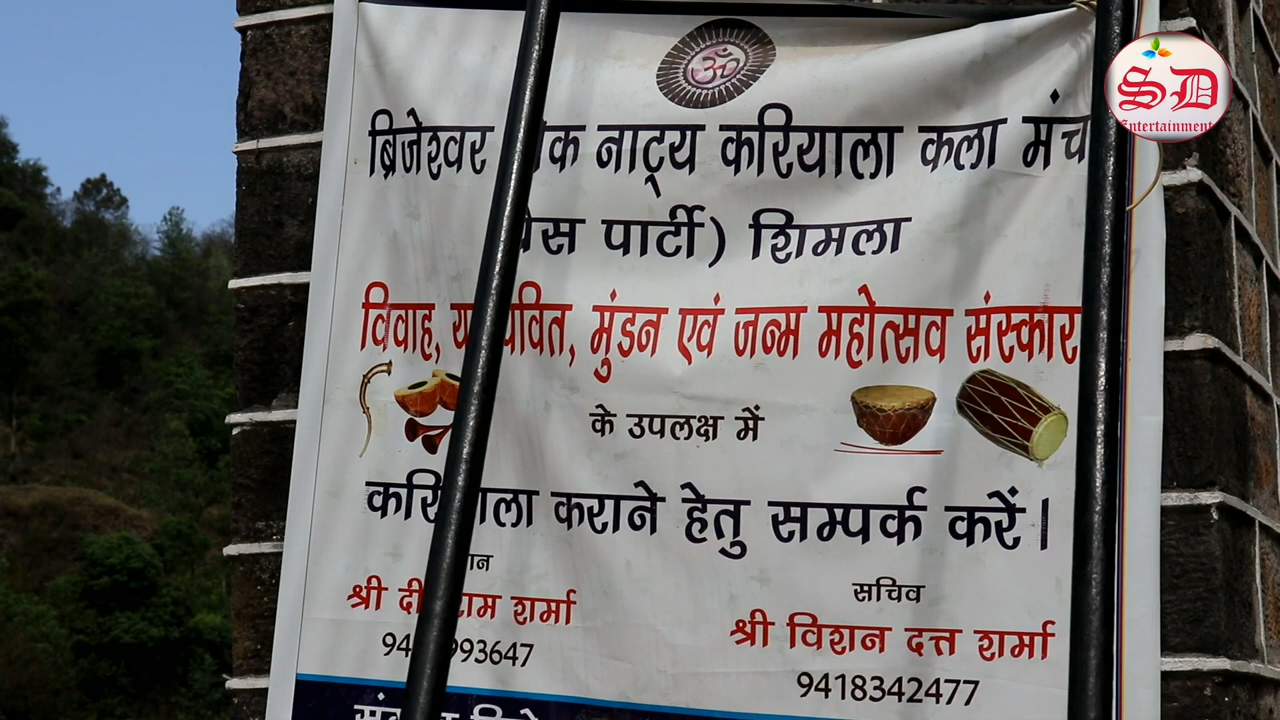 ॐ
SD
Entertainment
ब्रिजेश्वर नाट्य करियाला कला मंच
पार्टी) शिमला
विवाह, मुंडन एवं जन्म महोत्सव संस्कार
के उपलक्ष में
कराने हेतु सम्पर्क करें।
सचिव
श्री शर्मा
श्री विशन दत्त शर्मा
9418342477